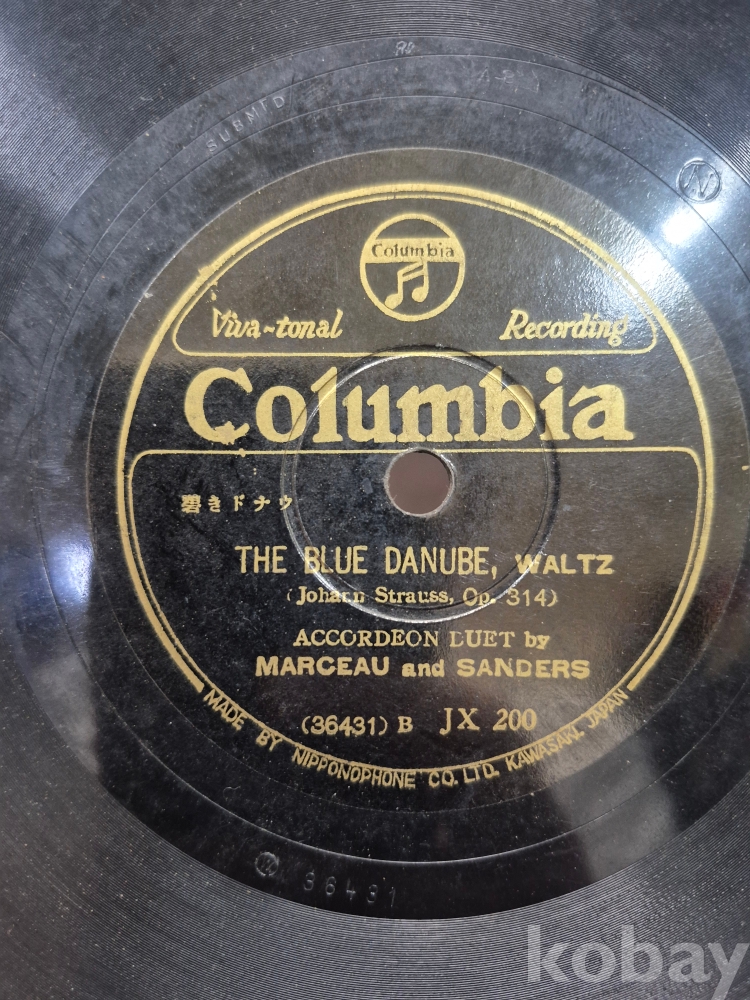 SUBMFD
N
Columbia
Viva-tonal Recording
Columbia
碧きドナウ
THE BLUE DANUBE, WALTZ
(Johann Strauss, Op. 314)
ACCORDEON DUET by
MARCEAU and SANDERS
(36431) B JX 200
MADE BY NIPPONOPHONE CO. LTD. KAWASAKI, JAPAN
36431
kobay